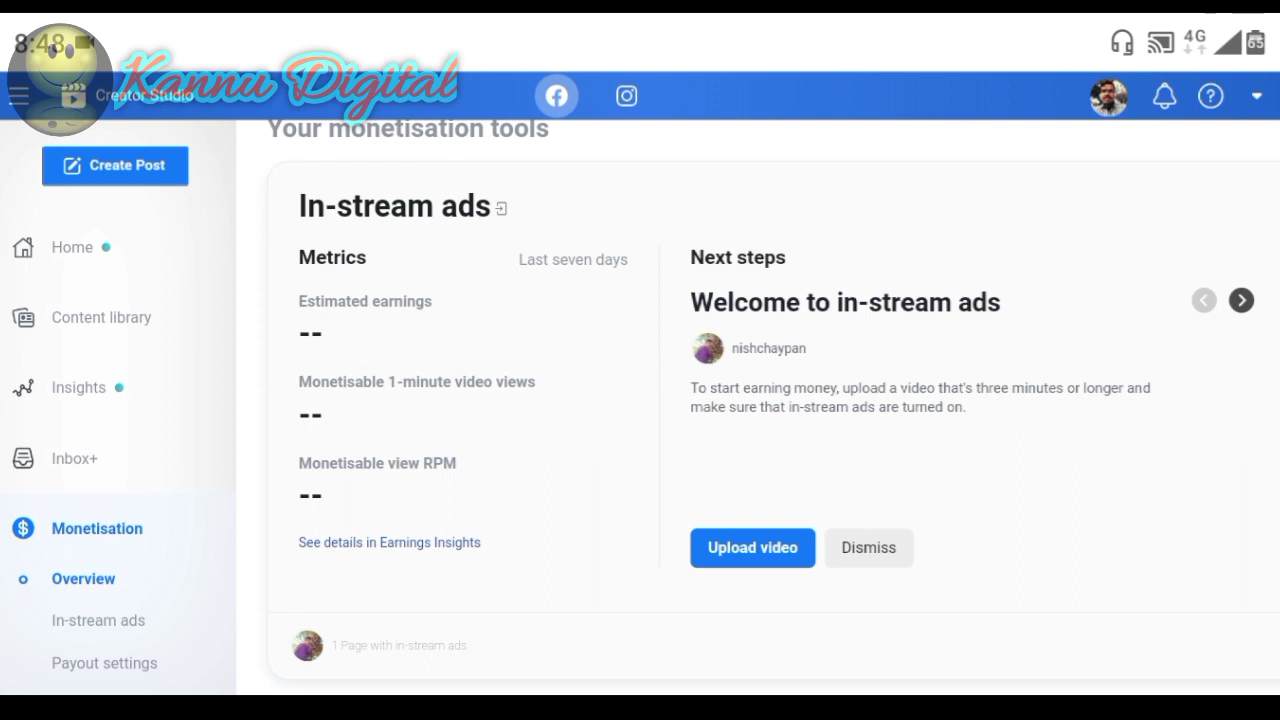 8:48
4G
65
Kannu Digital
Creator Studio
Your monetisation tools
Create Post
In-stream ads
Metrics
Last seven days
Next steps
Home
Estimated earnings
--
Welcome to in-stream ads
Content library
nishchaypan
Monetisable 1-minute video views
--
To start earning money, upload a video that's three minutes or longer and
make sure that in-stream ads are turned on.
Insights
Inbox+
Monetisable view RPM
--
Monetisation
See details in Earnings Insights
Upload video
Dismiss
Overview
In-stream ads
1 Page with in-stream ads
Payout settings